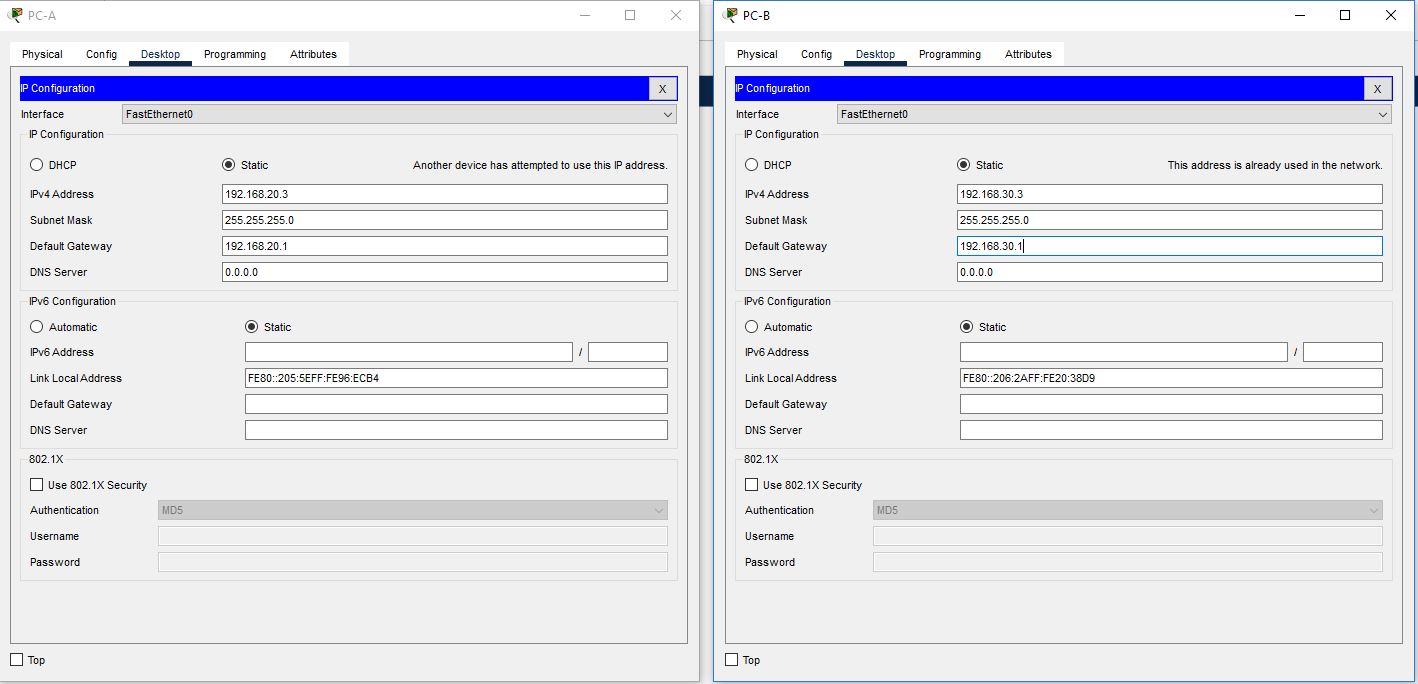 PC-A
Physical Config Desktop Programming Attributes
IP Configuration X
Interface FastEthernet0
IP Configuration
DHCP Static Another device has attempted to use this IP address.
IPv4 Address 192.168.20.3
Subnet Mask 255.255.255.0
Default Gateway 192.168.20.1
DNS Server 0.0.0.0
IPv6 Configuration
Automatic Static
IPv6 Address /
Link Local Address FE80::205:5EFF:FE96:ECB4
Default Gateway
DNS Server
802.1X
Use 802.1X Security
Authentication MD5
Username
Password
Top
PC-B
Physical Config Desktop Programming Attributes
IP Configuration X
Interface FastEthernet0
IP Configuration
DHCP Static This address is already used in the network.
IPv4 Address 192.168.30.3
Subnet Mask 255.255.255.0
Default Gateway 192.168.30.1
DNS Server 0.0.0.0
IPv6 Configuration
Automatic Static
IPv6 Address /
Link Local Address FE80::206:2AFF:FE20:38D9
Default Gateway
DNS Server
802.1X
Use 802.1X Security
Authentication MD5
Username
Password
Top